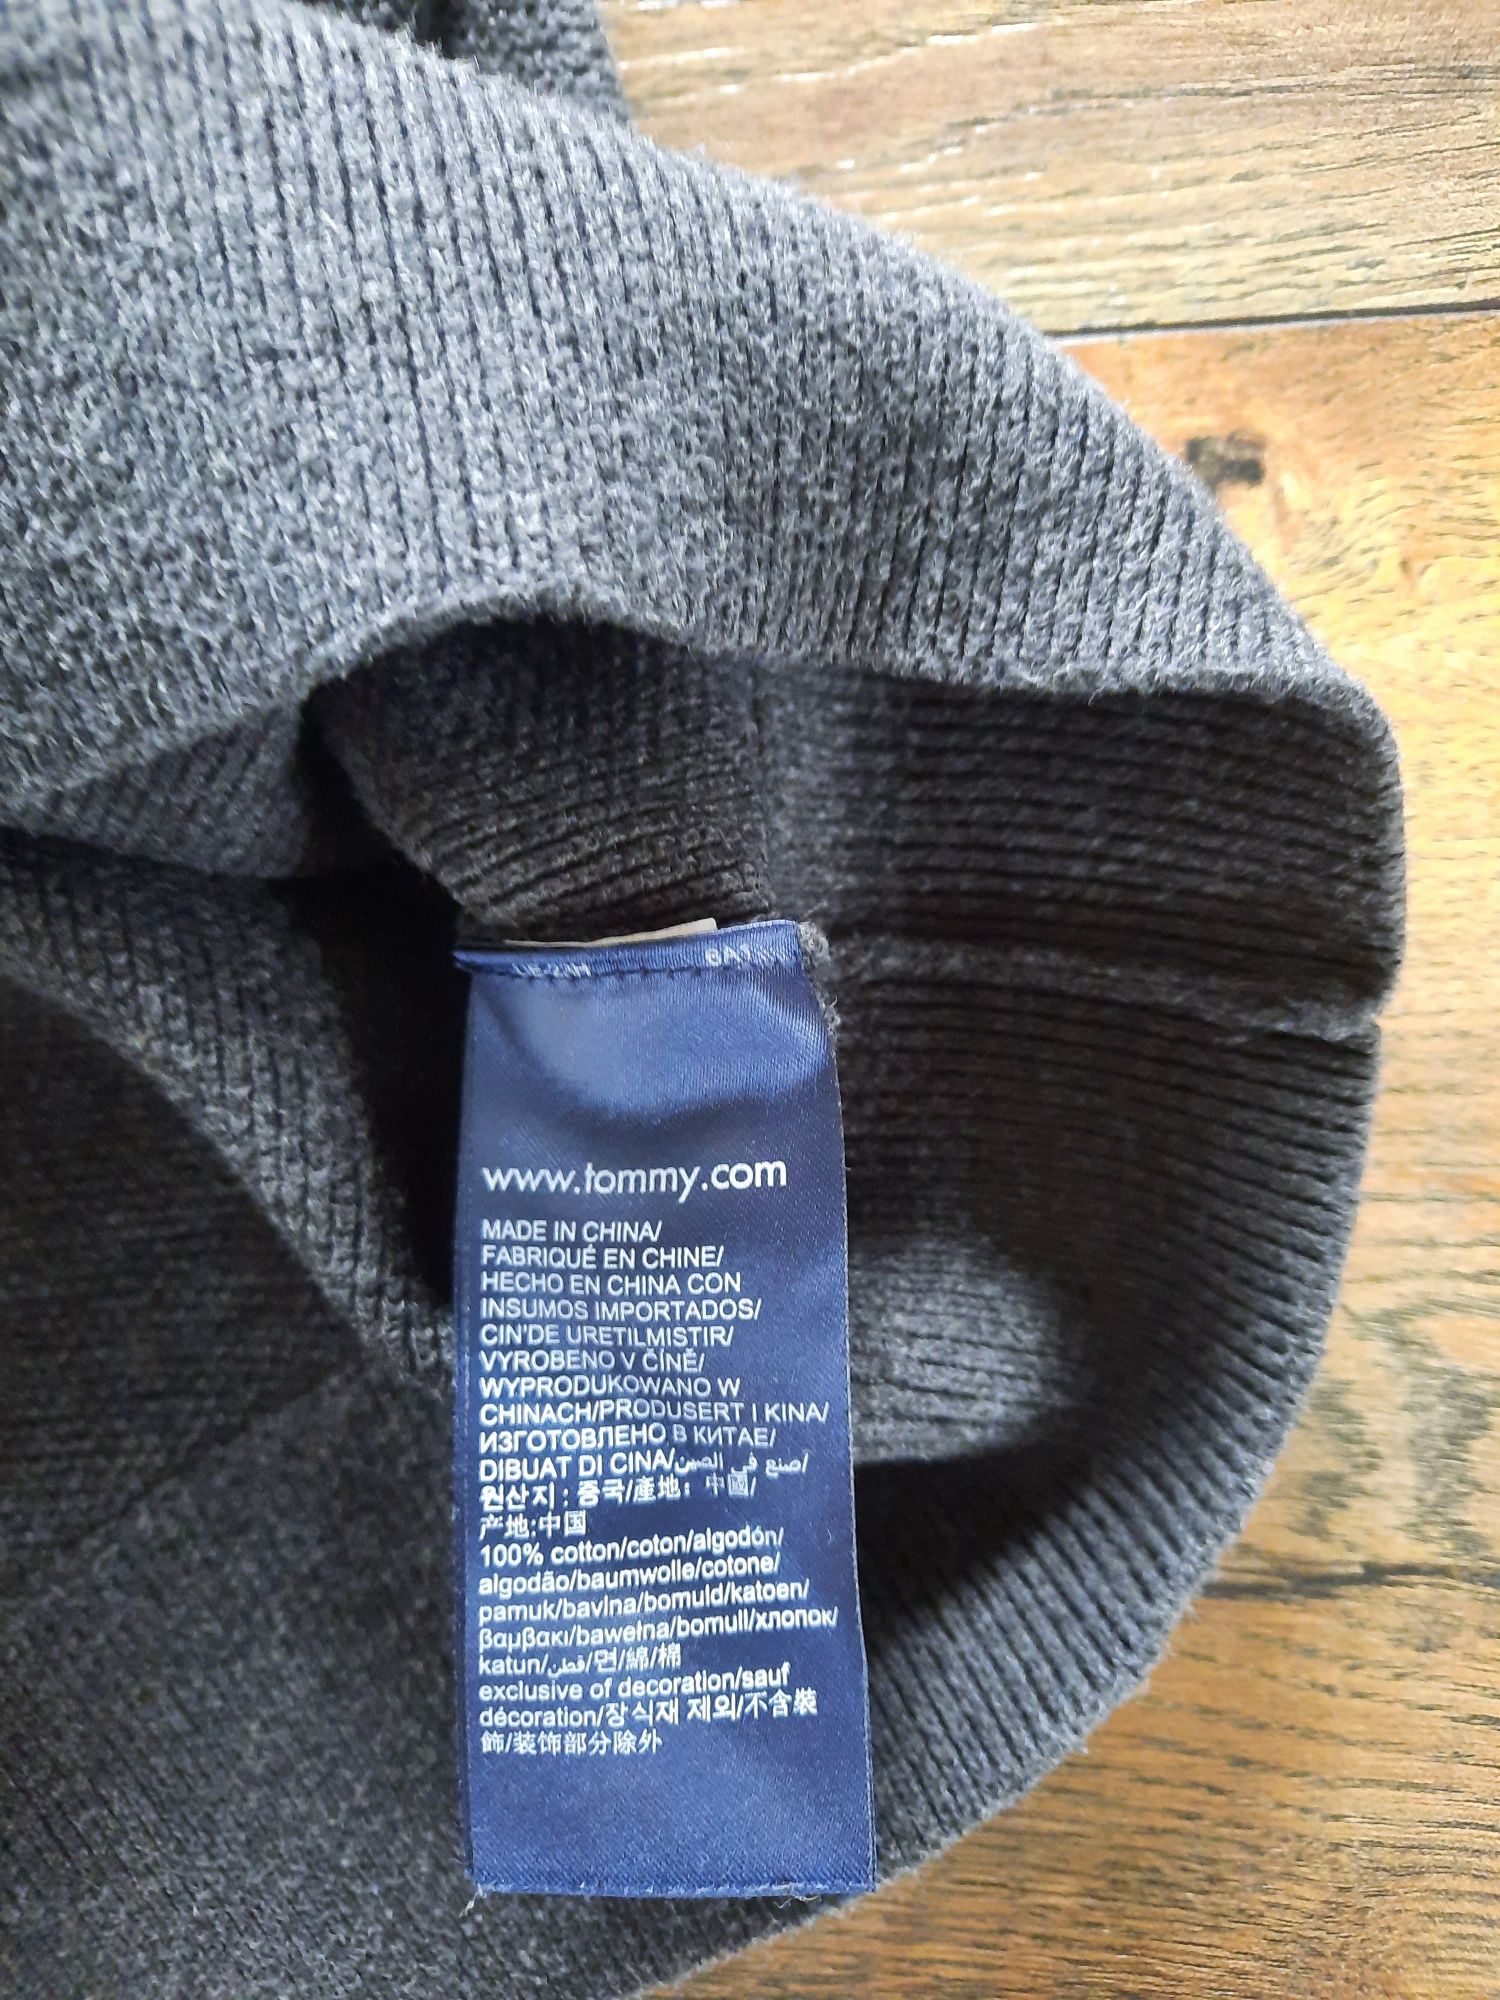 www.tommy.com
MADE IN CHINA/
FABRIQUÉ EN CHINE/
HECHO EN CHINA CON
INSUMOS IMPORTADOS/
CIN'DE URETILMISTIR/
VYROBENO V ČÍNĚ/
WYPRODUKOWANO W
CHINACH/PRODUSERT I KINA/
ИЗГОТОВЛЕНО В КИТАЕ/
DIBUAT DI CINA/صنع في الصين/
원산지 : 중국/產地：中國/
产地:中国
100% cotton/coton/algodón/
algodão/baumwolle/cotone/
pamuk/bavlna/bomuld/katoen/
βαμβακι/bawełna/bomull/хлопок/
katun/قطن/면/綿/棉
exclusive of decoration/sauf
décoration/장식재 제외/不含裝
飾/装饰部分除外